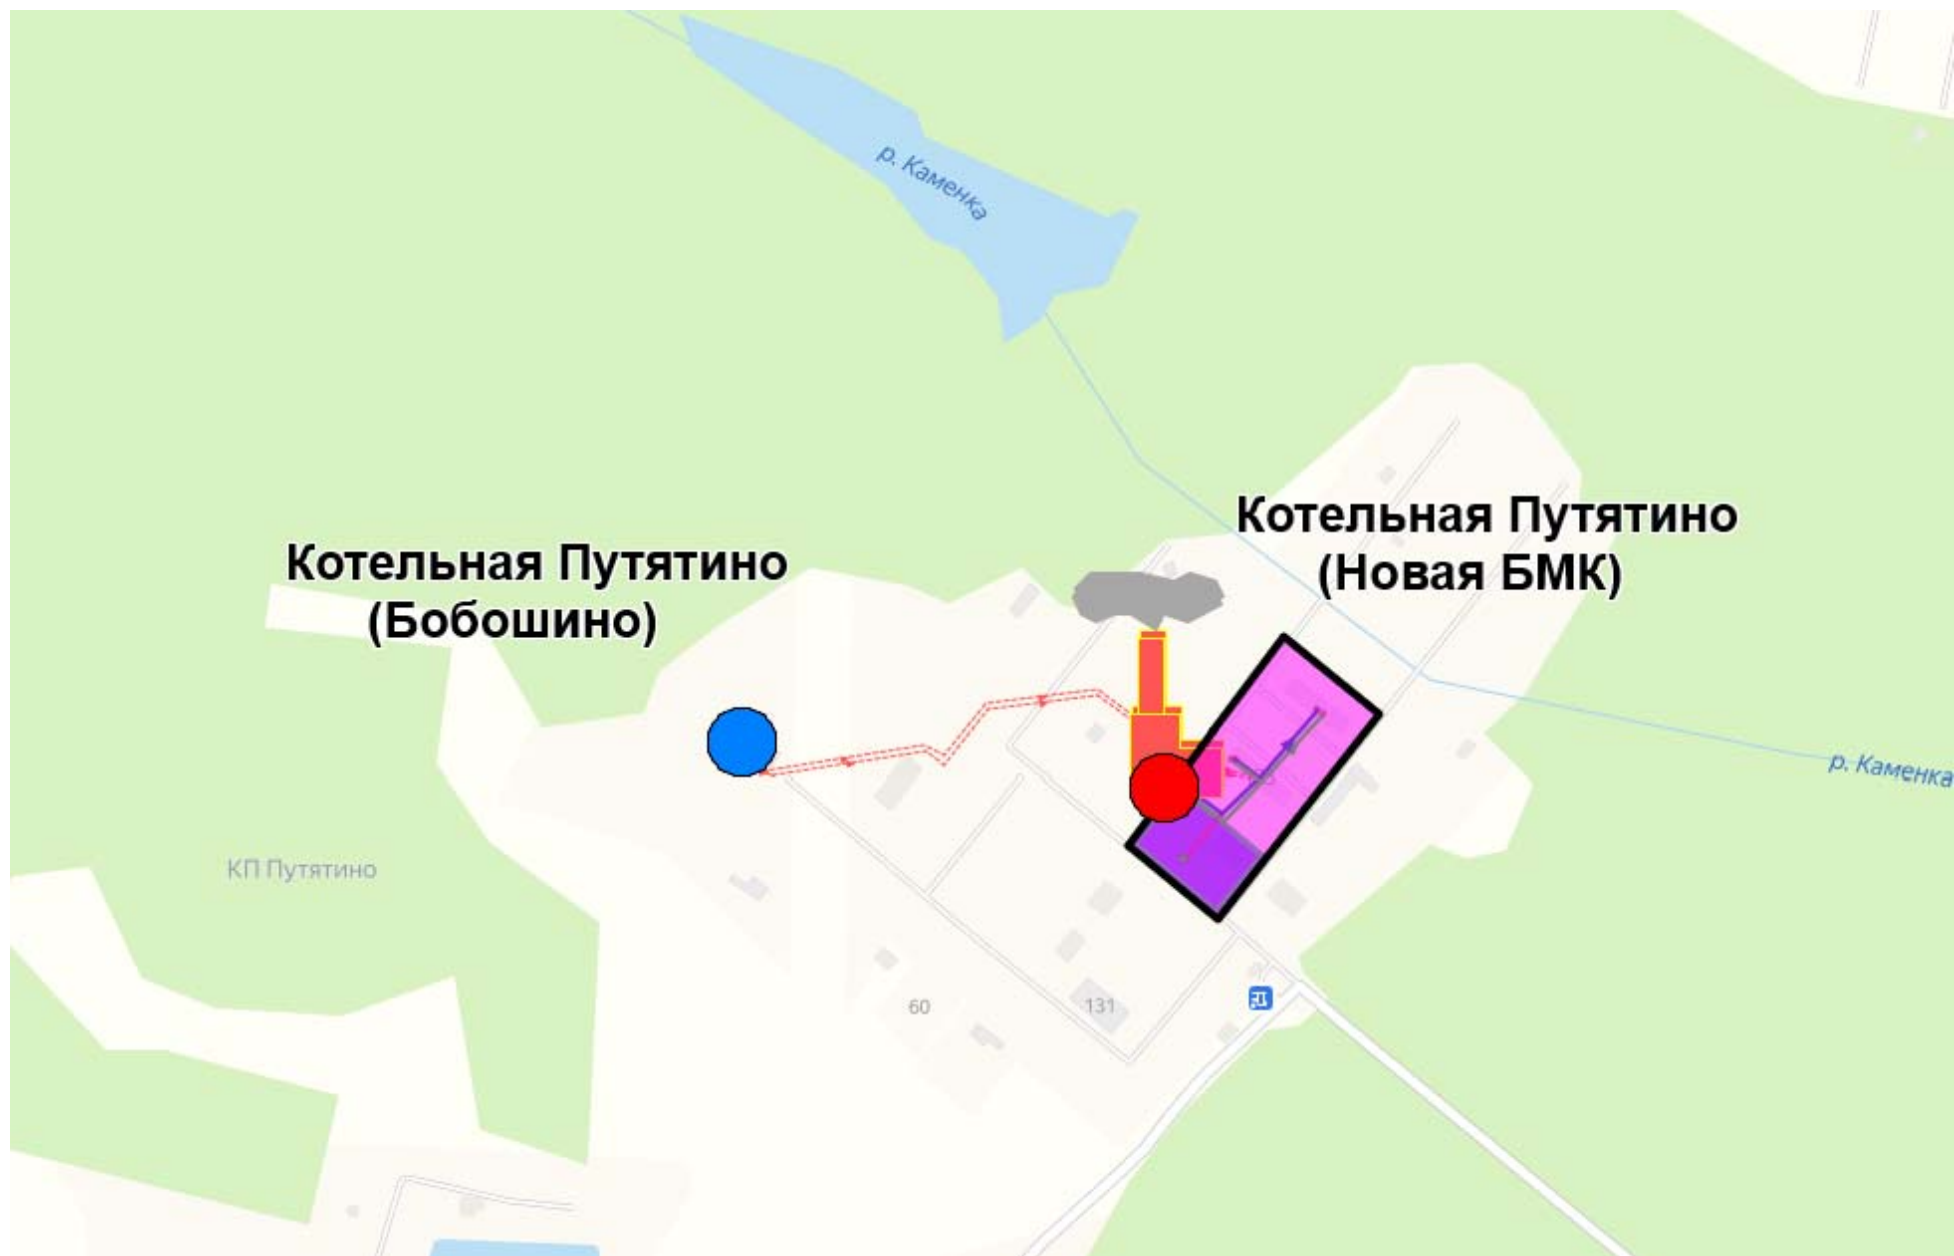 р. Каменка
Котельная Путятино
(Новая БМК)
Котельная Путятино
(Бобошино)
р. Каменка
КП Путятино
60
131